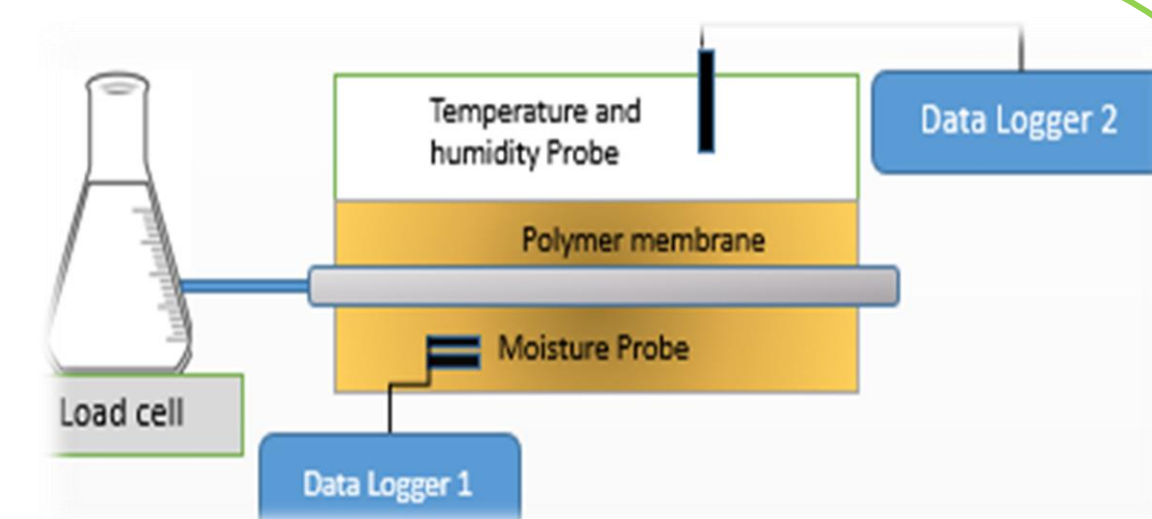 Temperature and
humidity Probe
Data Logger 2
Polymer membrane
Moisture Probe
Load cell
Data Logger 1